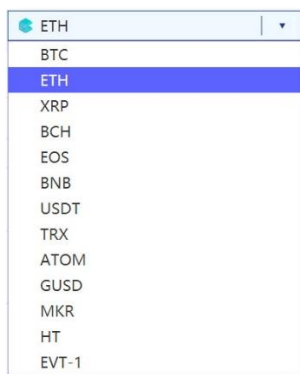 ETH
BTC
ETH
XRP
BCH
EOS
BNB
USDT
TRX
ATOM
GUSD
MKR
HT
EVT-1